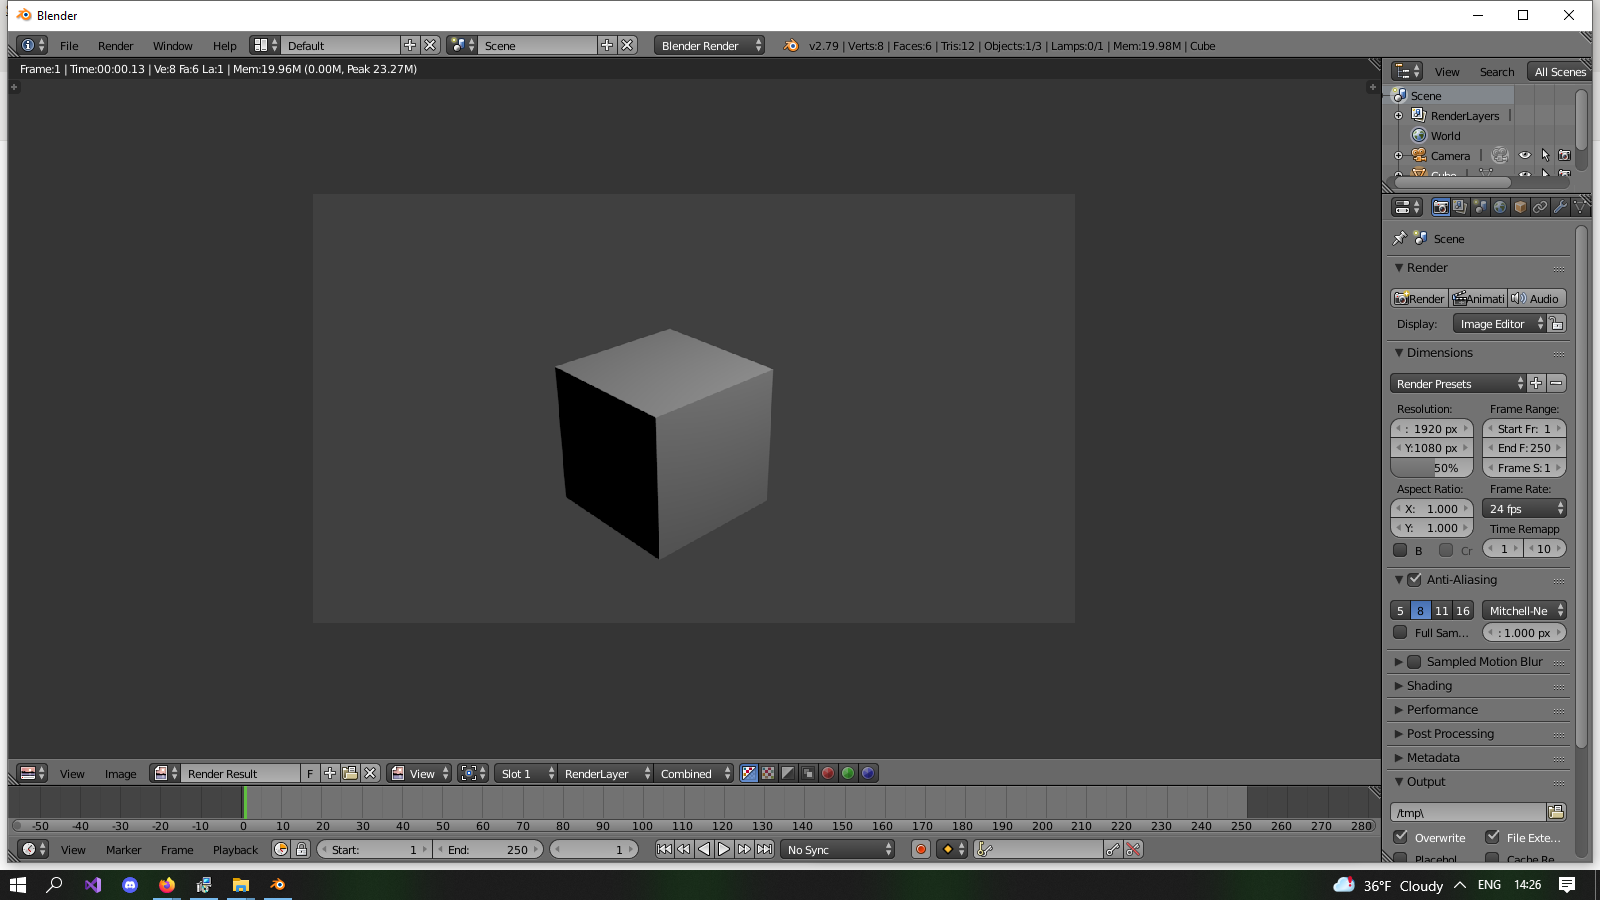 Blender
File Render Window Help Default Scene Blender Render v2.79 | Verts:8 | Faces:6 | Tris:12 | Objects:1/3 | Lamps:0/1 | Mem:19.98M | Cube
Frame:1 | Time:00:00.13 | Ve:8 Fa:6 La:1 | Mem:19.96M (0.00M, Peak 23.27M)
View Search All Scenes
Scene
RenderLayers
World
Camera
Cube
Scene
Render
Render Animati Audio
Display: Image Editor
Dimensions
Render Presets
Resolution: Frame Range:
: 1920 px Start Fr: 1
Y:1080 px End F:250
50% Frame S:1
Aspect Ratio: Frame Rate:
X: 1.000 24 fps
Y: 1.000 Time Remapp
B Cr 1 10
Anti-Aliasing
5 8 11 16 Mitchell-Ne
Full Sam... : 1.000 px
Sampled Motion Blur
Shading
Performance
Post Processing
Metadata
Output
/tmp\
Overwrite File Exte...
Placehol Cache Re
View Image Render Result F View Slot 1 RenderLayer Combined
-50 -40 -30 -20 -10 0 10 20 30 40 50 60 70 80 90 100 110 120 130 140 150 160 170 180 190 200 210 220 230 240 250 260 270 280
View Marker Frame Playback Start: 1 End: 250 1 No Sync
36°F Cloudy ENG 14:26